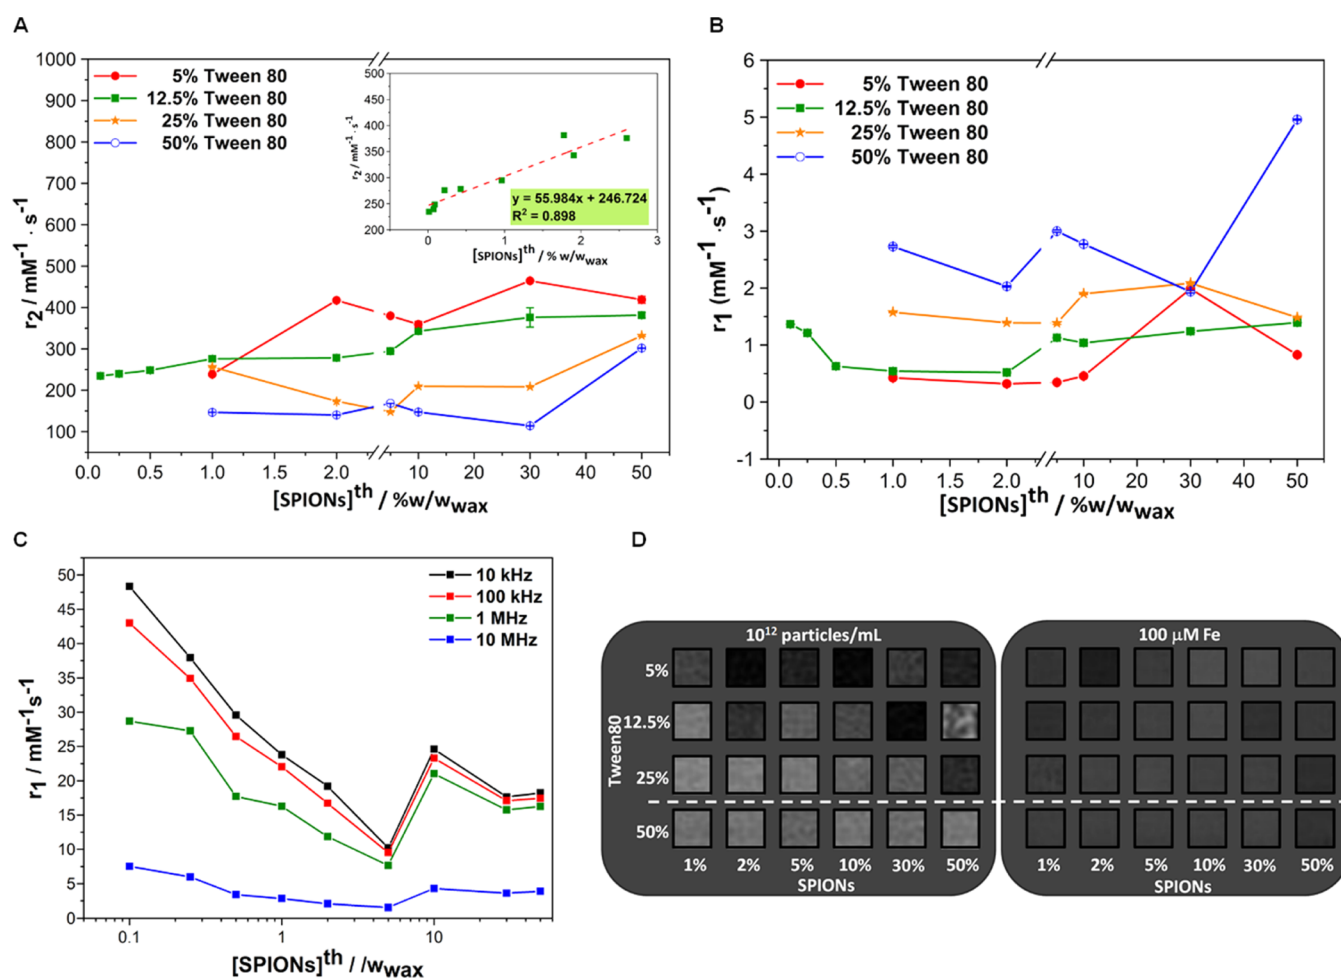 A
1000
900
800
700
600
500
400
300
200
100
r2 / mM-1 · s-1
5% Tween 80
12.5% Tween 80
25% Tween 80
50% Tween 80
500
450
400
350
300
250
200
r2 / mM-1 · s-1
y = 55.984x + 246.724
R2 = 0.898
0 1 2 3
[SPIONs]th / % w/wwax
0.0 0.5 1.0 2.0 10 20 30 40 50
[SPIONs]th / %w/wwax
B
6
5
4
3
2
1
0
-1
r1 (mM-1 · s-1)
5% Tween 80
12.5% Tween 80
25% Tween 80
50% Tween 80
0.0 0.5 1.0 2.0 10 20 30 40 50
[SPIONs]th / %w/wwax
C
50
45
40
35
30
25
20
15
10
5
0
r1 / mM-1s-1
10 kHz
100 kHz
1 MHz
10 MHz
0.1 1 10
[SPIONs]th / /wwax
D
1012 particles/mL
100 μM Fe
Tween80
5%
12.5%
25%
50%
1% 2% 5% 10% 30% 50%
SPIONs
1% 2% 5% 10% 30% 50%
SPIONs